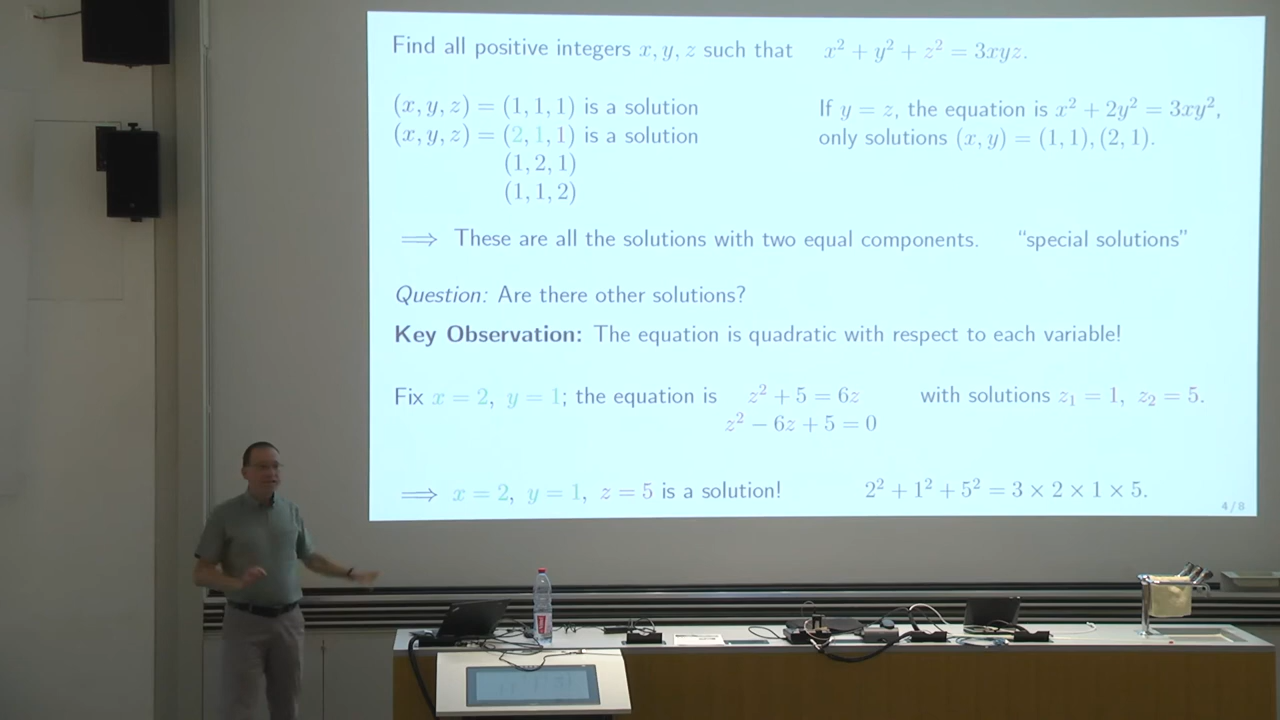 Find all positive integers x, y, z such that x² + y² + z² = 3xyz.
(x, y, z) = (1, 1, 1) is a solution
(x, y, z) = (2, 1, 1) is a solution
(1, 2, 1)
(1, 1, 2)
If y = z, the equation is x² + 2y² = 3xy²,
only solutions (x, y) = (1, 1), (2, 1).
⟹ These are all the solutions with two equal components. “special solutions”
Question: Are there other solutions?
Key Observation: The equation is quadratic with respect to each variable!
Fix x = 2, y = 1; the equation is z² + 5 = 6z with solutions z₁ = 1, z₂ = 5.
z² − 6z + 5 = 0
⟹ x = 2, y = 1, z = 5 is a solution! 2² + 1² + 5² = 3 × 2 × 1 × 5.
4/8